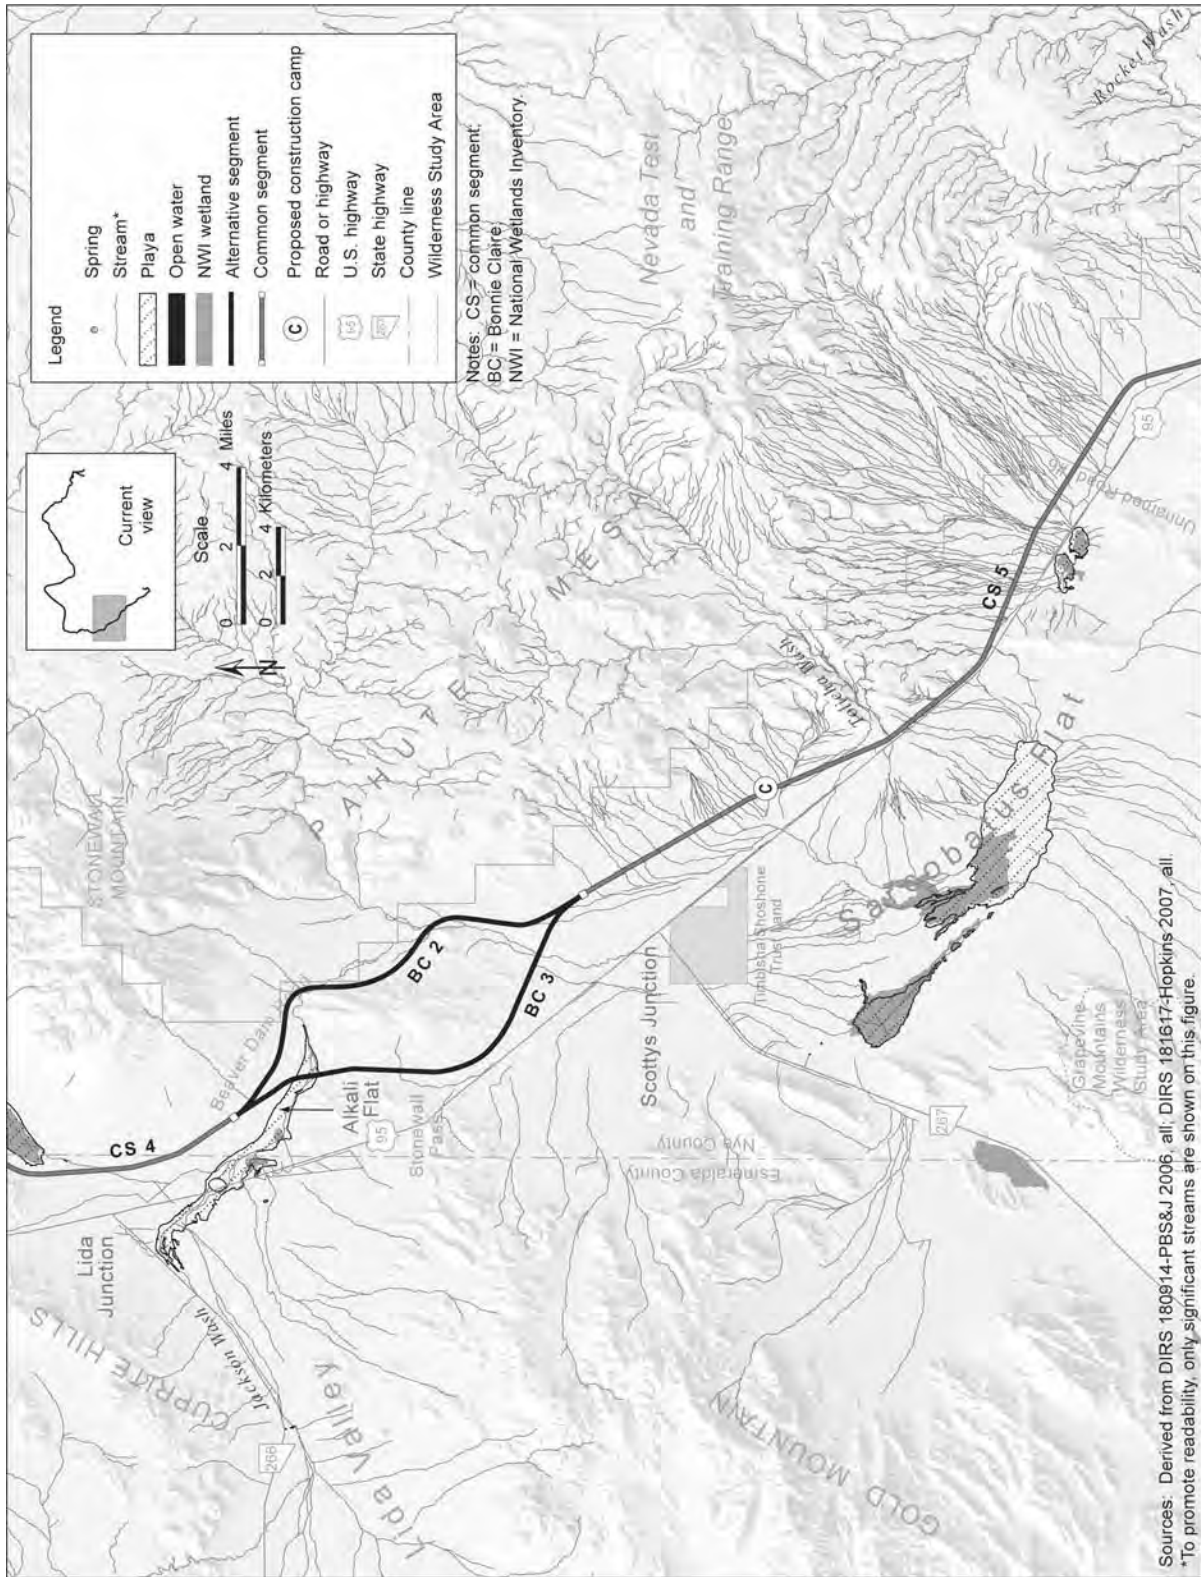 Legend
Spring
Stream*
Playa
Open water
NWI wetland
Alternative segment
Common segment
C
Proposed construction camp
Road or highway
U.S. highway
State highway
County line
Wilderness Study Area
Notes: CS = common segment;
BC = Bonnie Claire;
NWI = National Wetlands Inventory.
Current
view
Scale
0 2 4 Miles
0 2 4 Kilometers
N
CS 4
Lida
Junction
CUPRITE HILLS
Jackson Wash
268
Lida Valley
Beaver Dam
Alkali
Flat
95
Stonewall
Pass
STONEWALL
MOUNTAIN
BC 2
BC 3
PAHUTE MESA
Nevada Test
and
Training Range
Rocket Wash
Scottys Junction
Timbisha Shoshone
Trust Land
Nye County
Esmeralda County
267
GOLD MOUNTAIN
Grapevine
Mountains
Wilderness
Study Area
Sarcobatus Flat
C
Tolicha Wash
CS 5
95
Unnamed Road
Sources: Derived from DIRS 180914-PBS&J 2006, all; DIRS 181617-Hopkins 2007, all.
*To promote readability, only significant streams are shown on this figure.